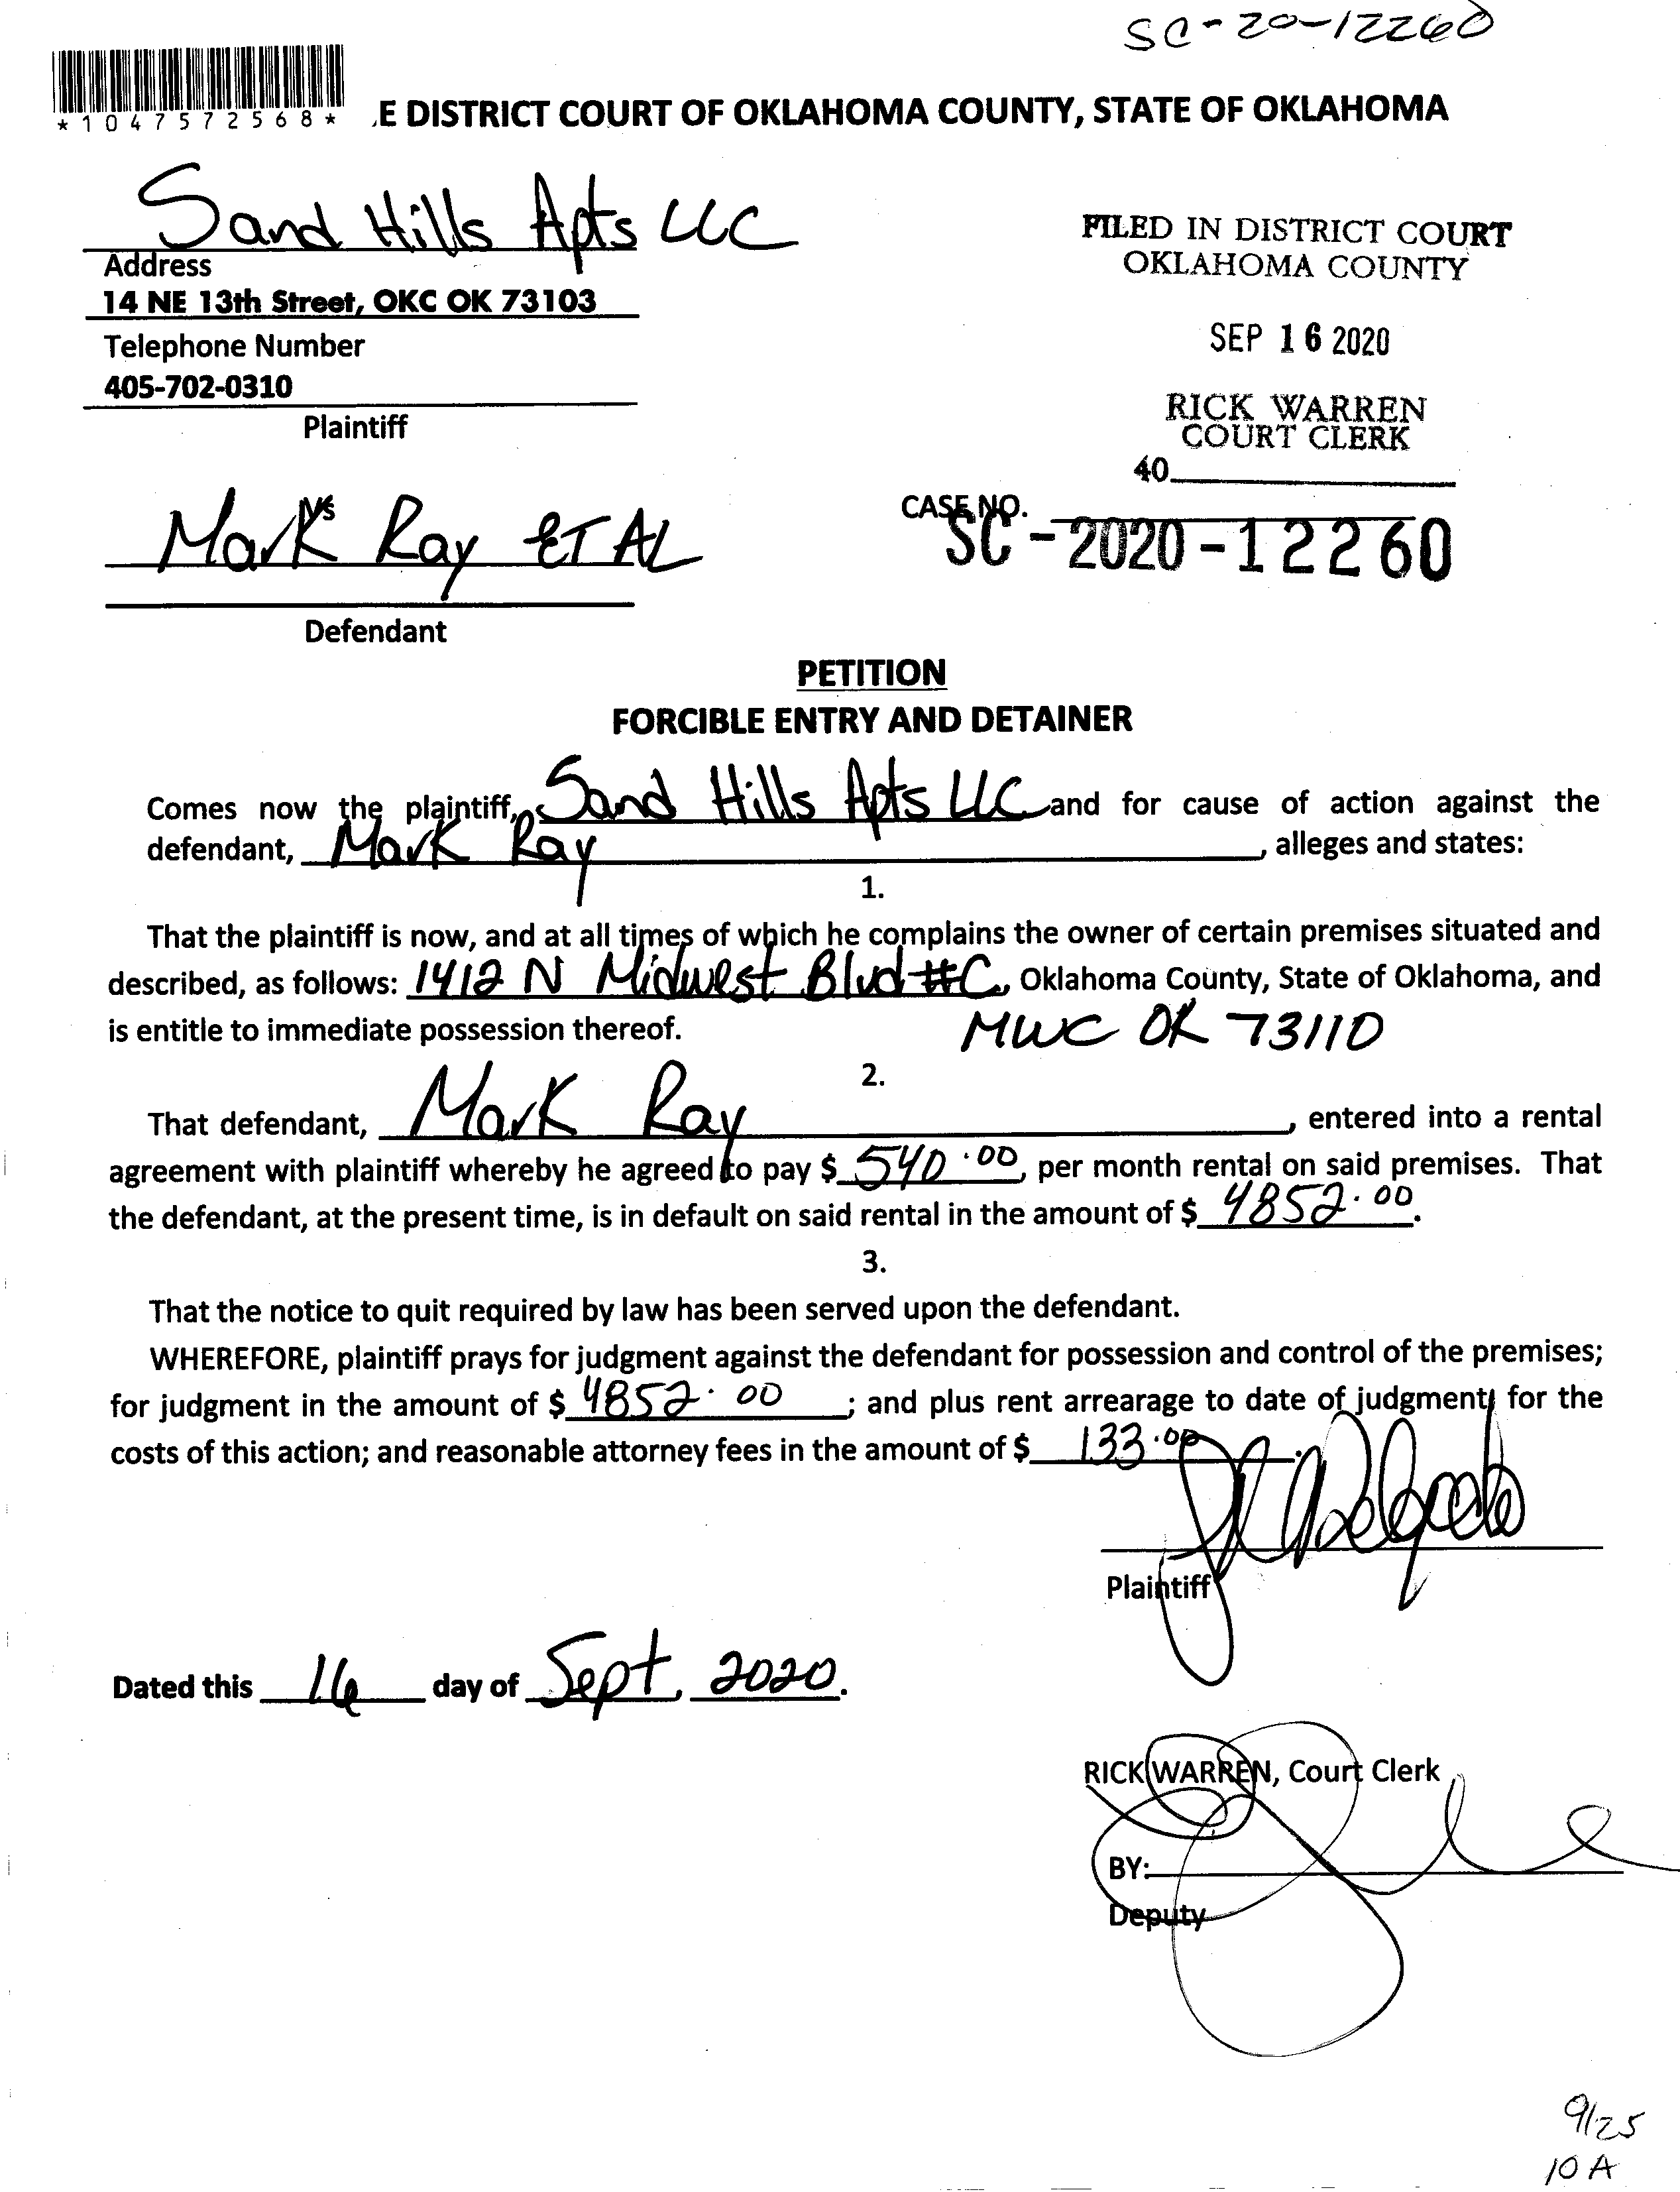 SC-20-12260
*1047572568*
E DISTRICT COURT OF OKLAHOMA COUNTY, STATE OF OKLAHOMA
Sand Hills Apts LLC
Address
14 NE 13th Street, OKC OK 73103
Telephone Number
405-702-0310
Plaintiff
FILED IN DISTRICT COURT
OKLAHOMA COUNTY
SEP 16 2020
RICK WARREN
COURT CLERK
40
vs
Mark Ray ET AL
Defendant
CASE NO.
SC-2020-12260
PETITION
FORCIBLE ENTRY AND DETAINER
Comes now the plaintiff, Sand Hills Apts LLC and for cause of action against the
defendant, Mark Ray, alleges and states:
1.
That the plaintiff is now, and at all times of which he complains the owner of certain premises situated and
described, as follows: 1412 N Midwest Blvd #C, Oklahoma County, State of Oklahoma, and
is entitle to immediate possession thereof. MWC OK 73110
2.
That defendant, Mark Ray, entered into a rental
agreement with plaintiff whereby he agreed to pay $ 540.00, per month rental on said premises. That
the defendant, at the present time, is in default on said rental in the amount of $ 4852.00.
3.
That the notice to quit required by law has been served upon the defendant.
WHEREFORE, plaintiff prays for judgment against the defendant for possession and control of the premises;
for judgment in the amount of $ 4852.00; and plus rent arrearage to date of judgment; for the
costs of this action; and reasonable attorney fees in the amount of $ 133.00.
Plaintiff
Dated this 16 day of Sept, 2020.
RICK WARREN, Court Clerk
BY:
Deputy
9/25
10 A